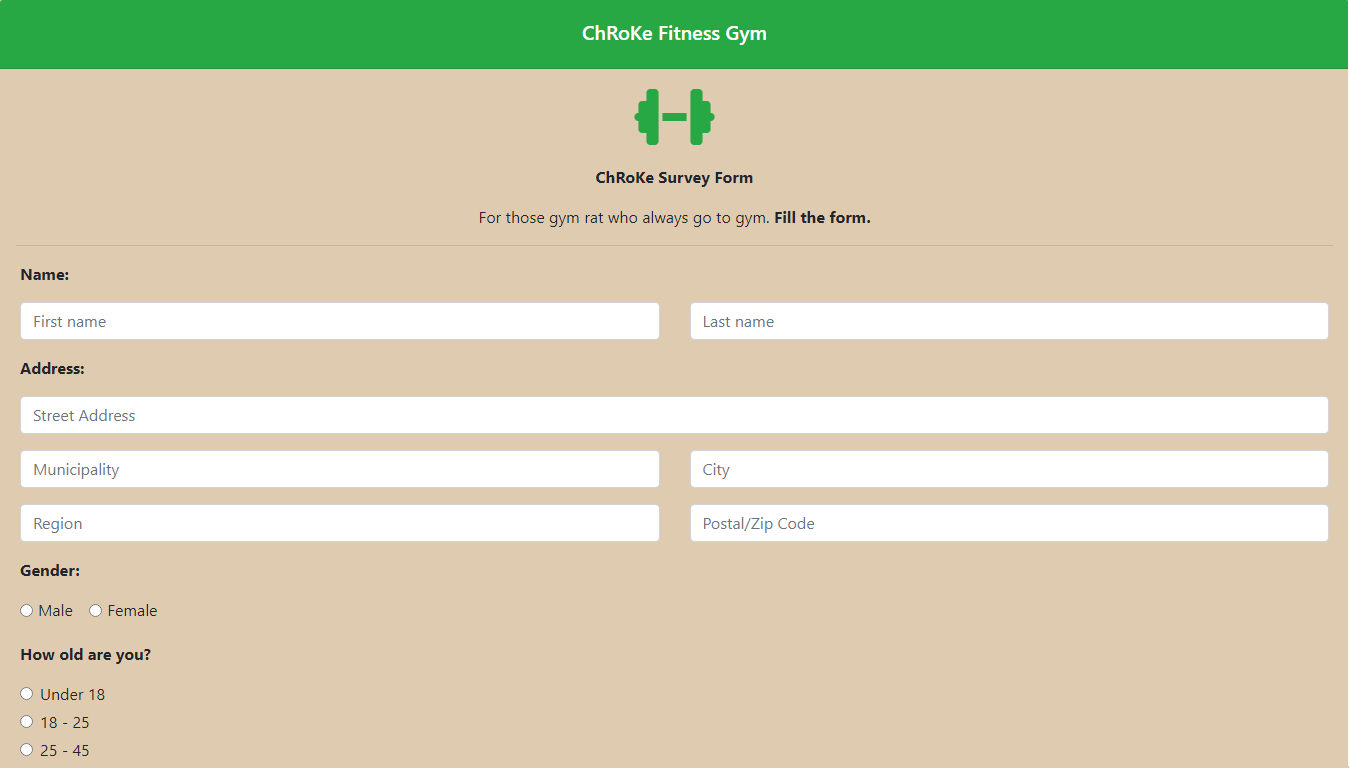 ChRoKe Fitness Gym
ChRoKe Survey Form
For those gym rat who always go to gym. Fill the form.
Name:
First name
Last name
Address:
Street Address
Municipality
City
Region
Postal/Zip Code
Gender:
Male Female
How old are you?
Under 18
18 - 25
25 - 45